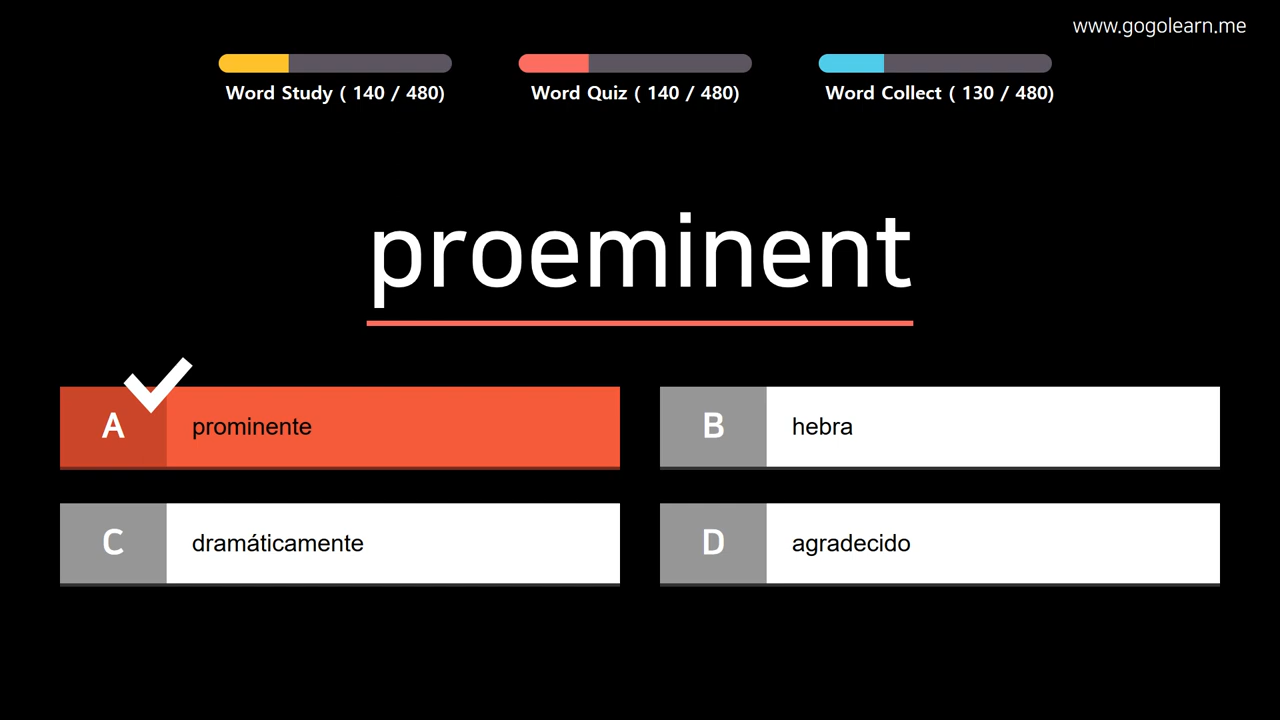 www.gogolearn.me
Word Study ( 140 / 480)
Word Quiz ( 140 / 480)
Word Collect ( 130 / 480)
proeminent
A prominente
B hebra
C dramáticamente
D agradecido